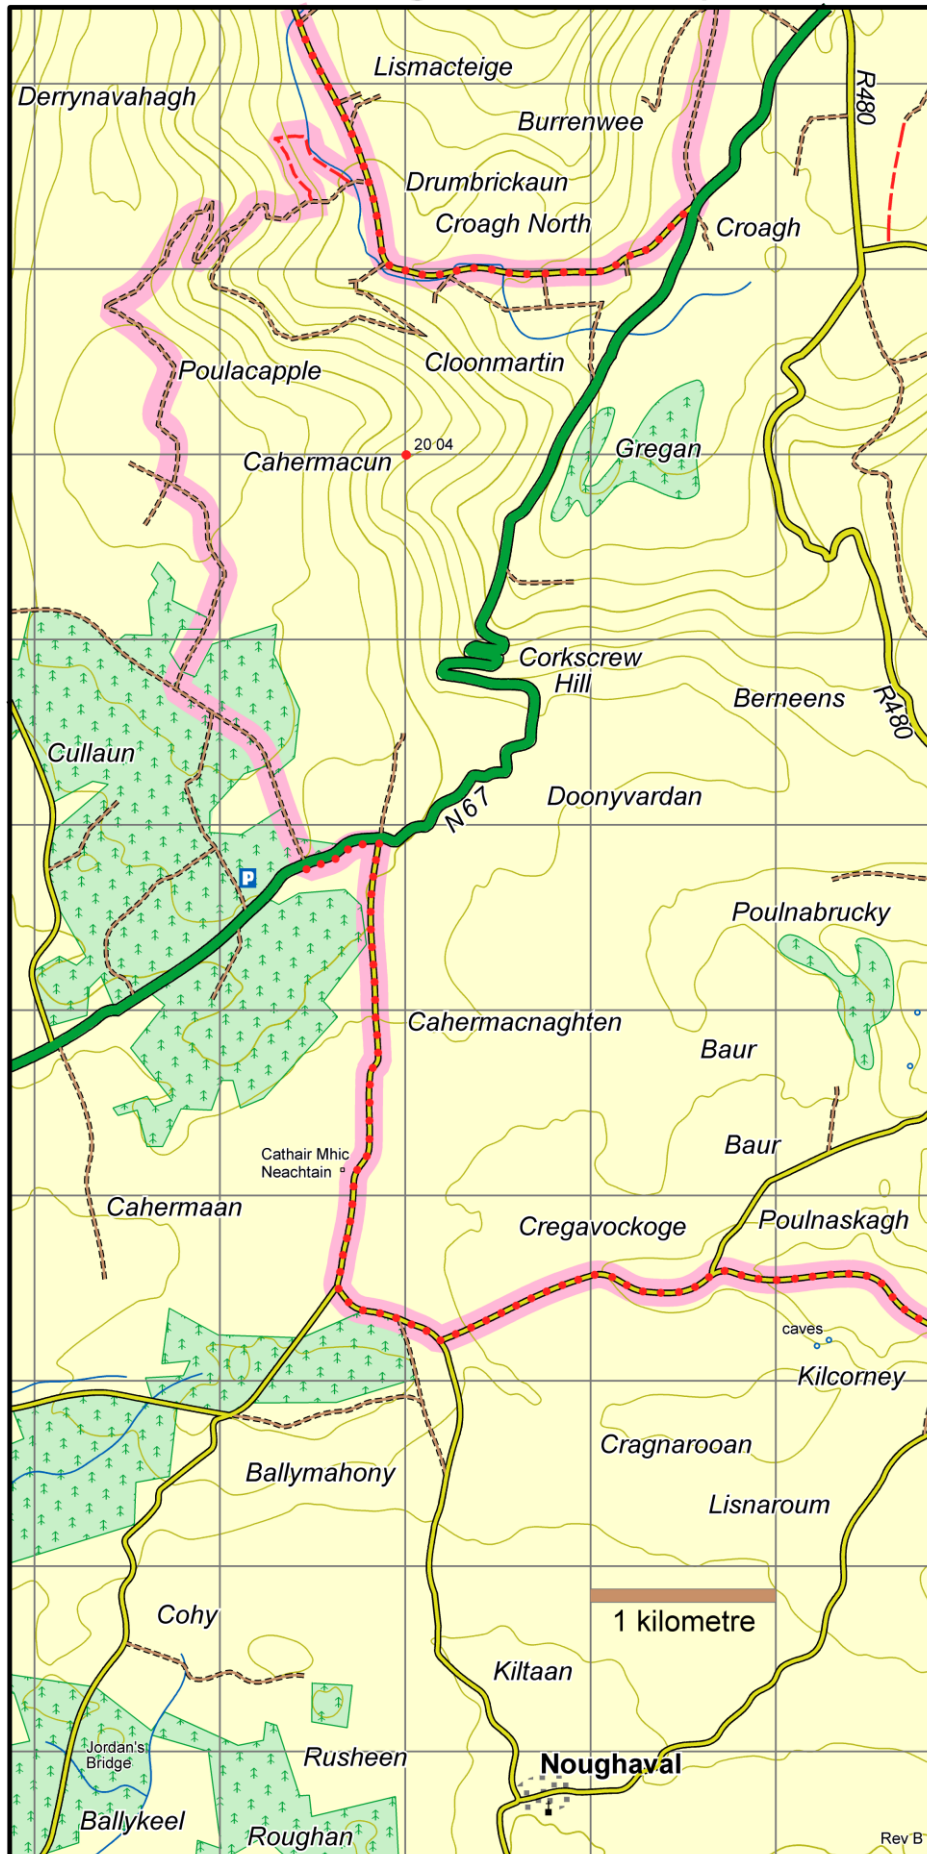 Lismacteige
Derrynavahagh
R480
Burrenwee
Drumbrickaun
Croagh North
Croagh
Cloonmartin
Poulacapple
20 04
Gregan
Cahermacun
Corkscrew
Hill
Berneens
R480
Cullaun
Doonyvardan
N67
P
Poulnabrucky
Cahermacnaghten
Baur
Baur
Cathair Mhic
Neachtain
Cahermaan
Cregavockoge
Poulnaskagh
caves
Kilcorney
Cragnarooan
Ballymahony
Lisnaroum
1 kilometre
Cohy
Kiltaan
Jordan's
Bridge
Rusheen
Noughaval
Ballykeel
Roughan
Rev B